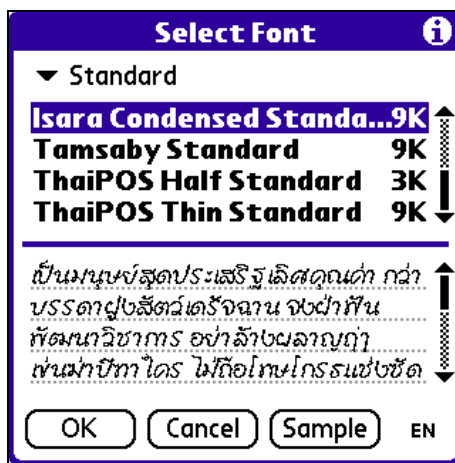 Select Font
Standard
Isara Condensed Standa...9K
Tamsaby Standard 9K
ThaiPOS Half Standard 3K
ThaiPOS Thin Standard 9K
เป็นมนุษย์สุดประเสริฐเลิศคุณค่า กว่า
บรรดาฝูงสัตว์เดรัจฉาน จงฝ่าฟัน
พัฒนาวิชาการ อย่าล้างผลาญฤๅ
เข่นฆ่าบีฑาใคร ไม่ถือโทษโกรธแช่งซัด
OK Cancel Sample EN